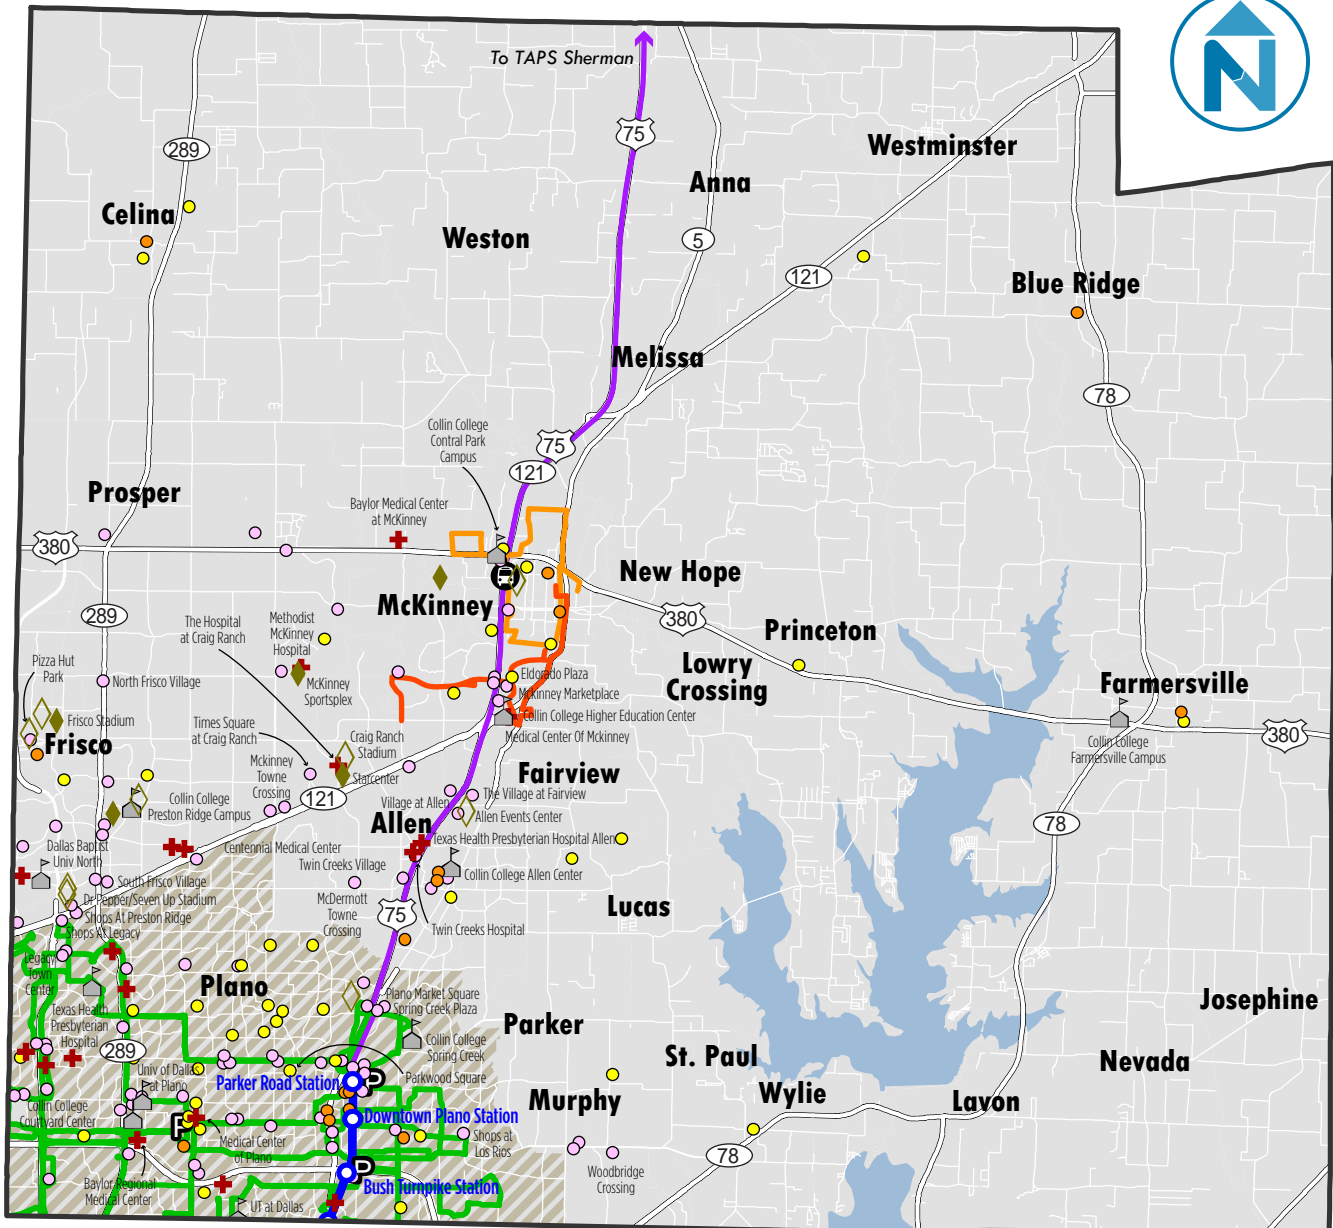 To TAPS Sherman
N
75
289
Westminster
Anna
Celina
Weston
5
121
Blue Ridge
Melissa
78
Collin College
Central Park
Campus
75
121
Prosper
Baylor Medical Center
at McKinney
380
New Hope
McKinney
289
380
The Hospital
at Craig Ranch
Methodist
McKinney
Hospital
Princeton
Pizza Hut
Park
Lowry
Crossing
North Frisco Village
McKinney
Sportsplex
Eldorado Plaza
Mckinney Marketplace
Farmersville
Frisco Stadium
Collin College Higher Education Center
Medical Center Of Mckinney
380
Frisco
Times Square
at Craig Ranch
Craig Ranch
Stadium
Collin College
Farmersville Campus
Mckinney
Towne
Crossing
Starcenter
Fairview
121
Collin College
Preston Ridge Campus
Village at Allen
The Village at Fairview
Allen Events Center
Allen
78
Dallas Baptist
Univ North
Centennial Medical Center
Texas Health Presbyterian Hospital Allen
Twin Creeks Village
Collin College Allen Center
South Frisco Village
Dr Pepper/Seven Up Stadium
McDermott
Towne
Crossing
Lucas
Shops At Preston Ridge
Shops At Legacy
75
Twin Creeks Hospital
Legacy
Town
Center
Plano
Plano Market Square
Spring Creek Plaza
Josephine
Texas Health
Presbyterian
Hospital
Parker
Collin College
Spring Creek
289
St. Paul
Nevada
Univ of Dallas
at Plano
Parker Road Station
P
Parkwood Square
Wylie
Lavon
Murphy
Collin College
Courtyard Center
Downtown Plano Station
P
Medical Center
of Plano
Shops at
Los Rios
78
Woodbridge
Crossing
P
Baylor Regional
Medical Center
Bush Turnpike Station
UT at Dallas